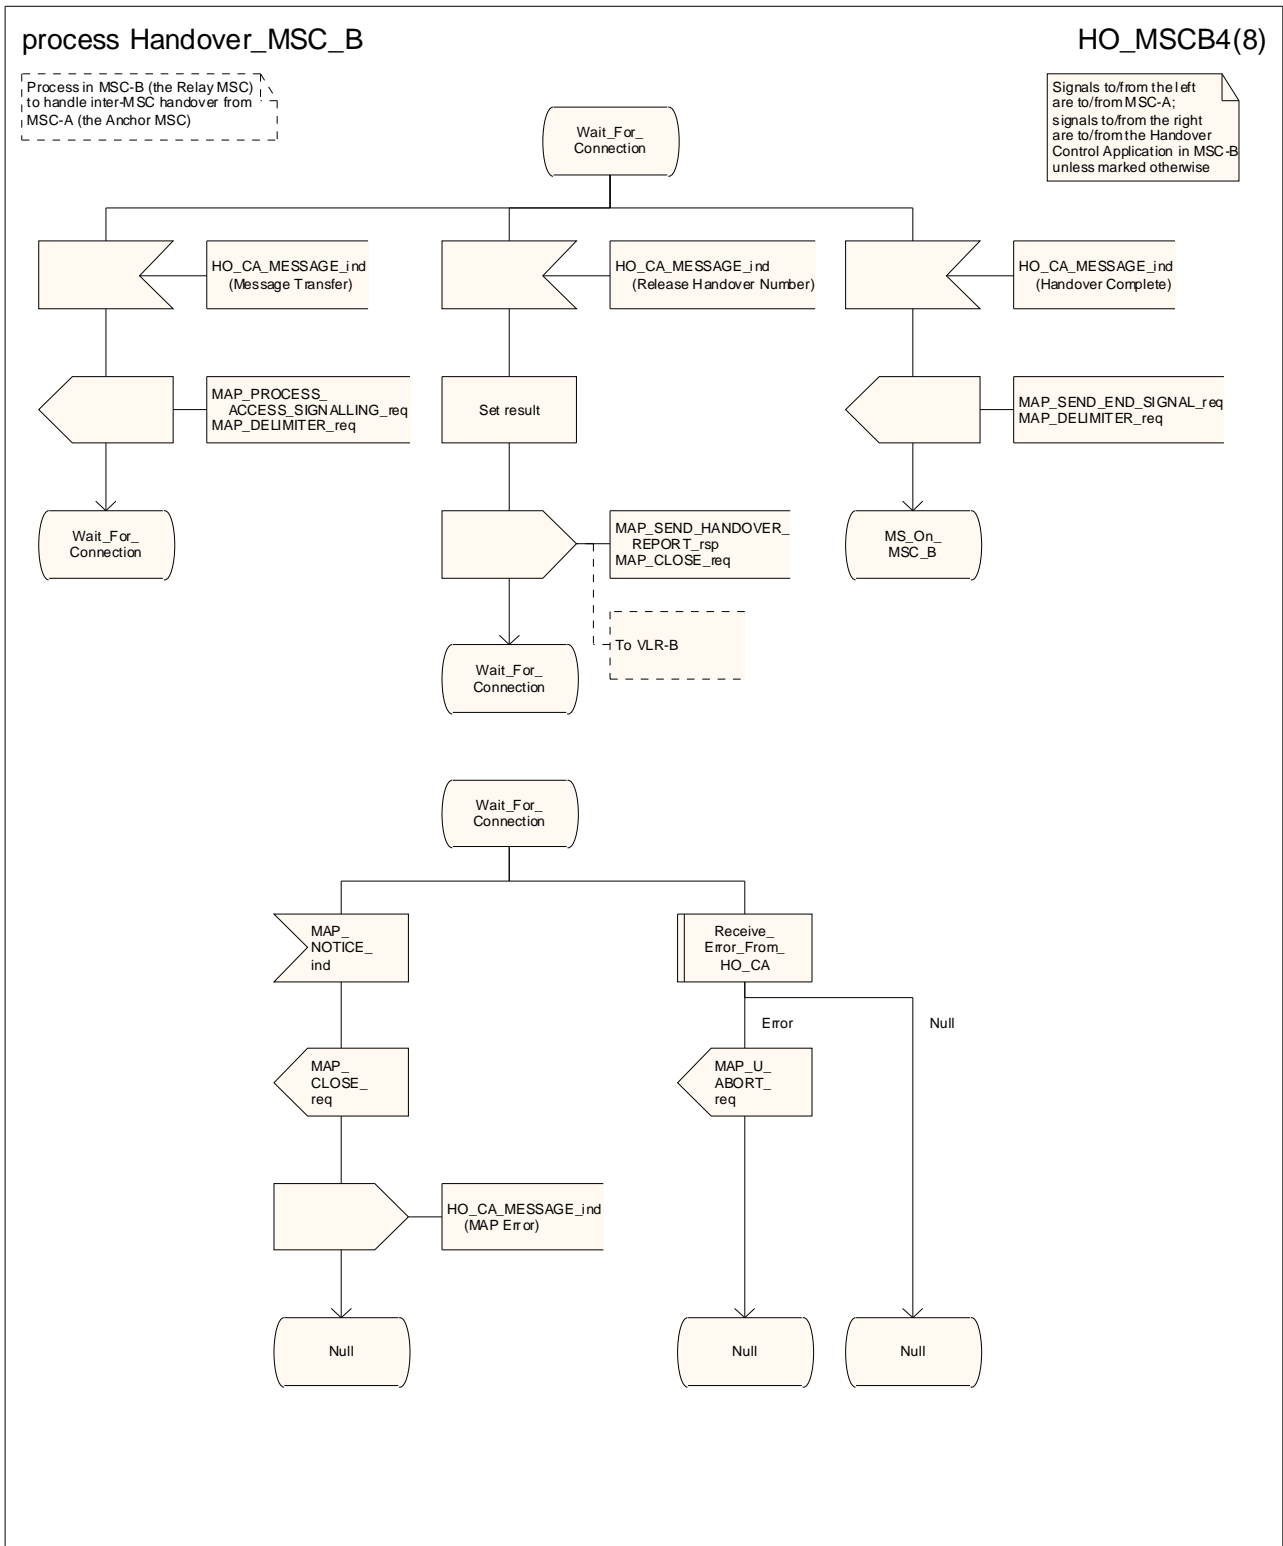 process Handover_MSC_B
HO_MSCB4(8)
Process in MSC-B (the Relay MSC)
to handle inter-MSC handover from
MSC-A (the Anchor MSC)
Signals to/from the left
are to/from MSC-A;
signals to/from the right
are to/from the Handover
Control Application in MSC-B
unless marked otherwise
Wait_For_
Connection
HO_CA_MESSAGE_ind
(Message Transfer)
HO_CA_MESSAGE_ind
(Release Handover Number)
HO_CA_MESSAGE_ind
(Handover Complete)
MAP_PROCESS_
ACCESS_SIGNALLING_req
MAP_DELIMITER_req
Set result
MAP_SEND_END_SIGNAL_req
MAP_DELIMITER_req
Wait_For_
Connection
MAP_SEND_HANDOVER_
REPORT_rsp
MAP_CLOSE_req
MS_On_
MSC_B
To VLR-B
Wait_For_
Connection
Wait_For_
Connection
MAP_
NOTICE_
ind
Receive_
Error_From_
HO_CA
Error
Null
MAP_
CLOSE_
req
MAP_U_
ABORT_
req
HO_CA_MESSAGE_ind
(MAP Error)
Null
Null
Null